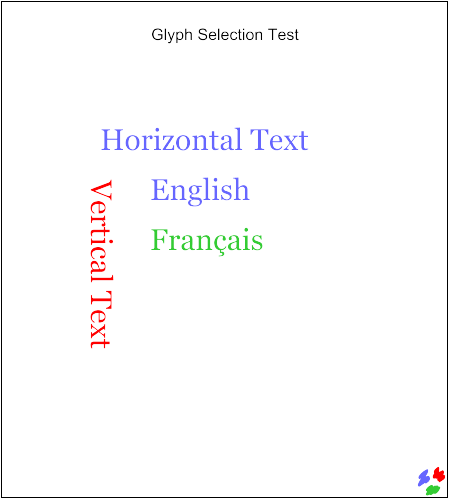 Glyph Selection Test
Horizontal Text
English
Français
Vertical Text